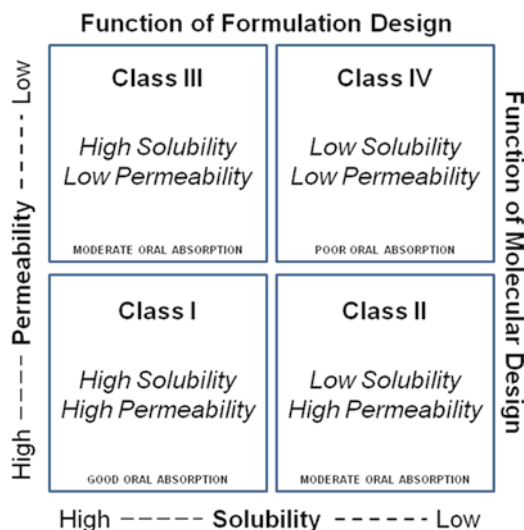 Function of Formulation Design
Class III
High Solubility
Low Permeability
MODERATE ORAL ABSORPTION
Class IV
Low Solubility
Low Permeability
POOR ORAL ABSORPTION
Class I
High Solubility
High Permeability
GOOD ORAL ABSORPTION
Class II
Low Solubility
High Permeability
MODERATE ORAL ABSORPTION
High ----- Permeability ----- Low
Function of Molecular Design
High ----- Solubility ------ Low